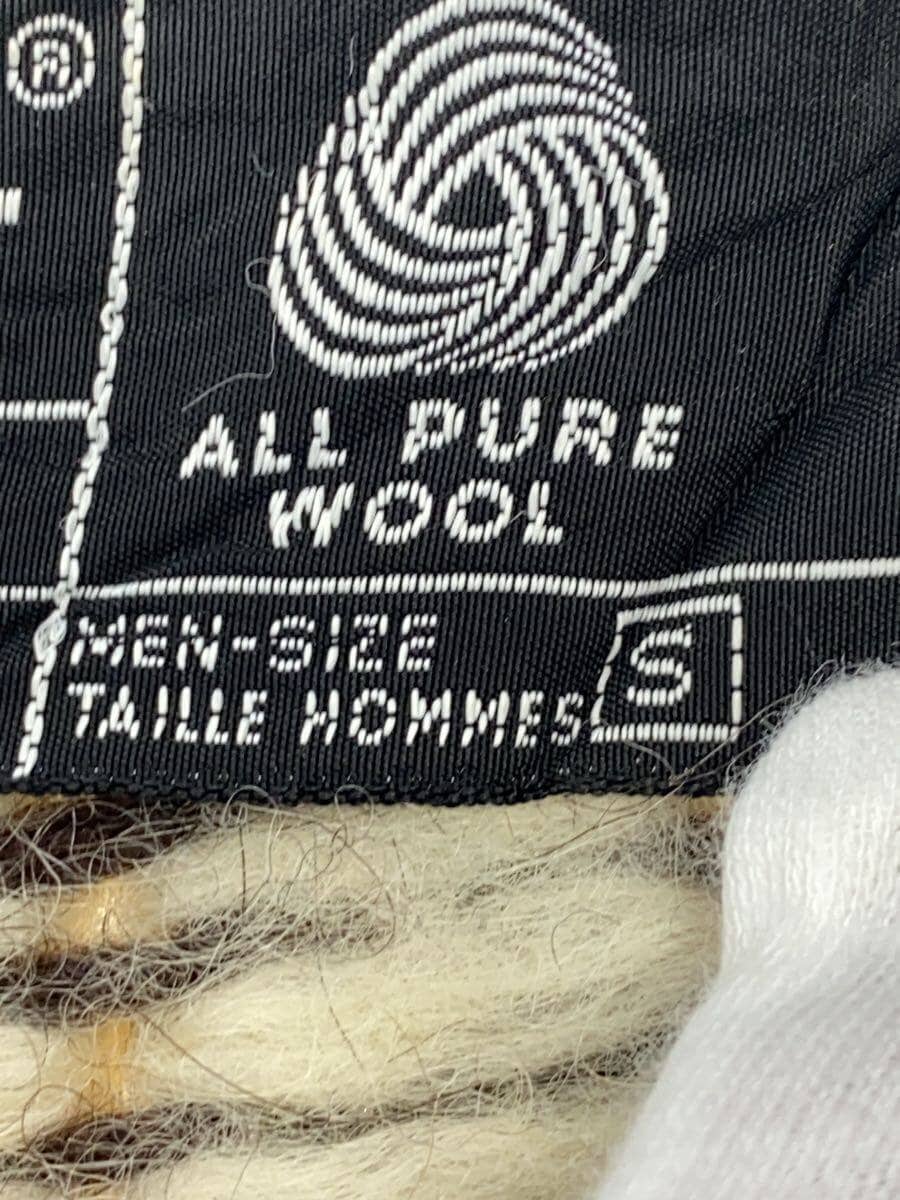 ®
ALL PURE
WOOL
MEN-SIZE
TAILLE HOMMES
S